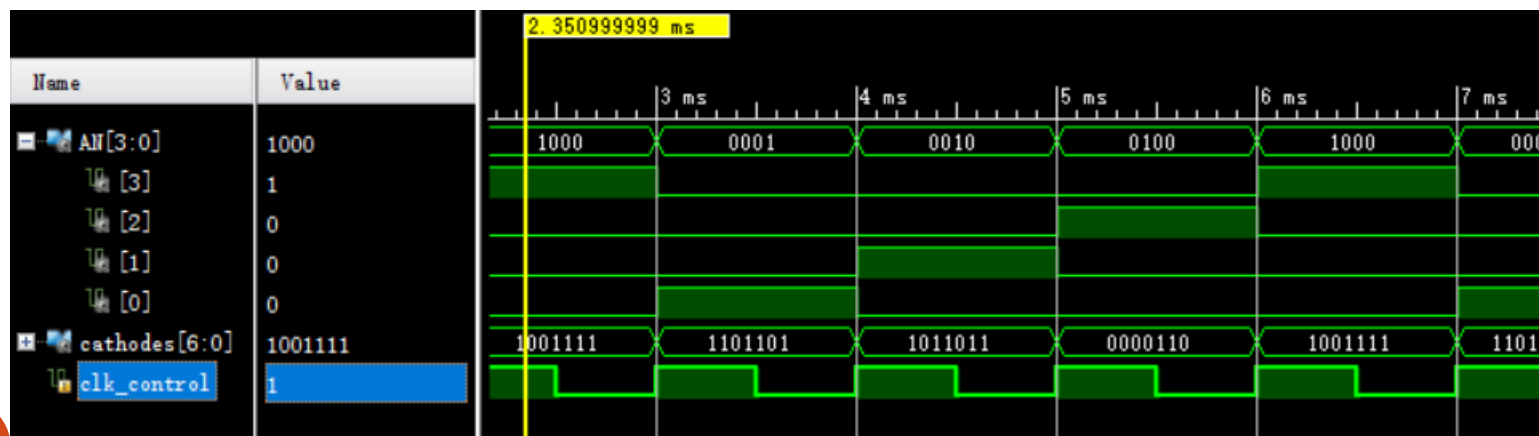 2.350999999 ms
Name Value
3 ms 4 ms 5 ms 6 ms 7 ms
AN[3:0] 1000 1000 0001 0010 0100 1000 000
[3] 1
[2] 0
[1] 0
[0] 0
cathodes[6:0] 1001111 1001111 1101101 1011011 0000110 1001111 1101
clk_control 1